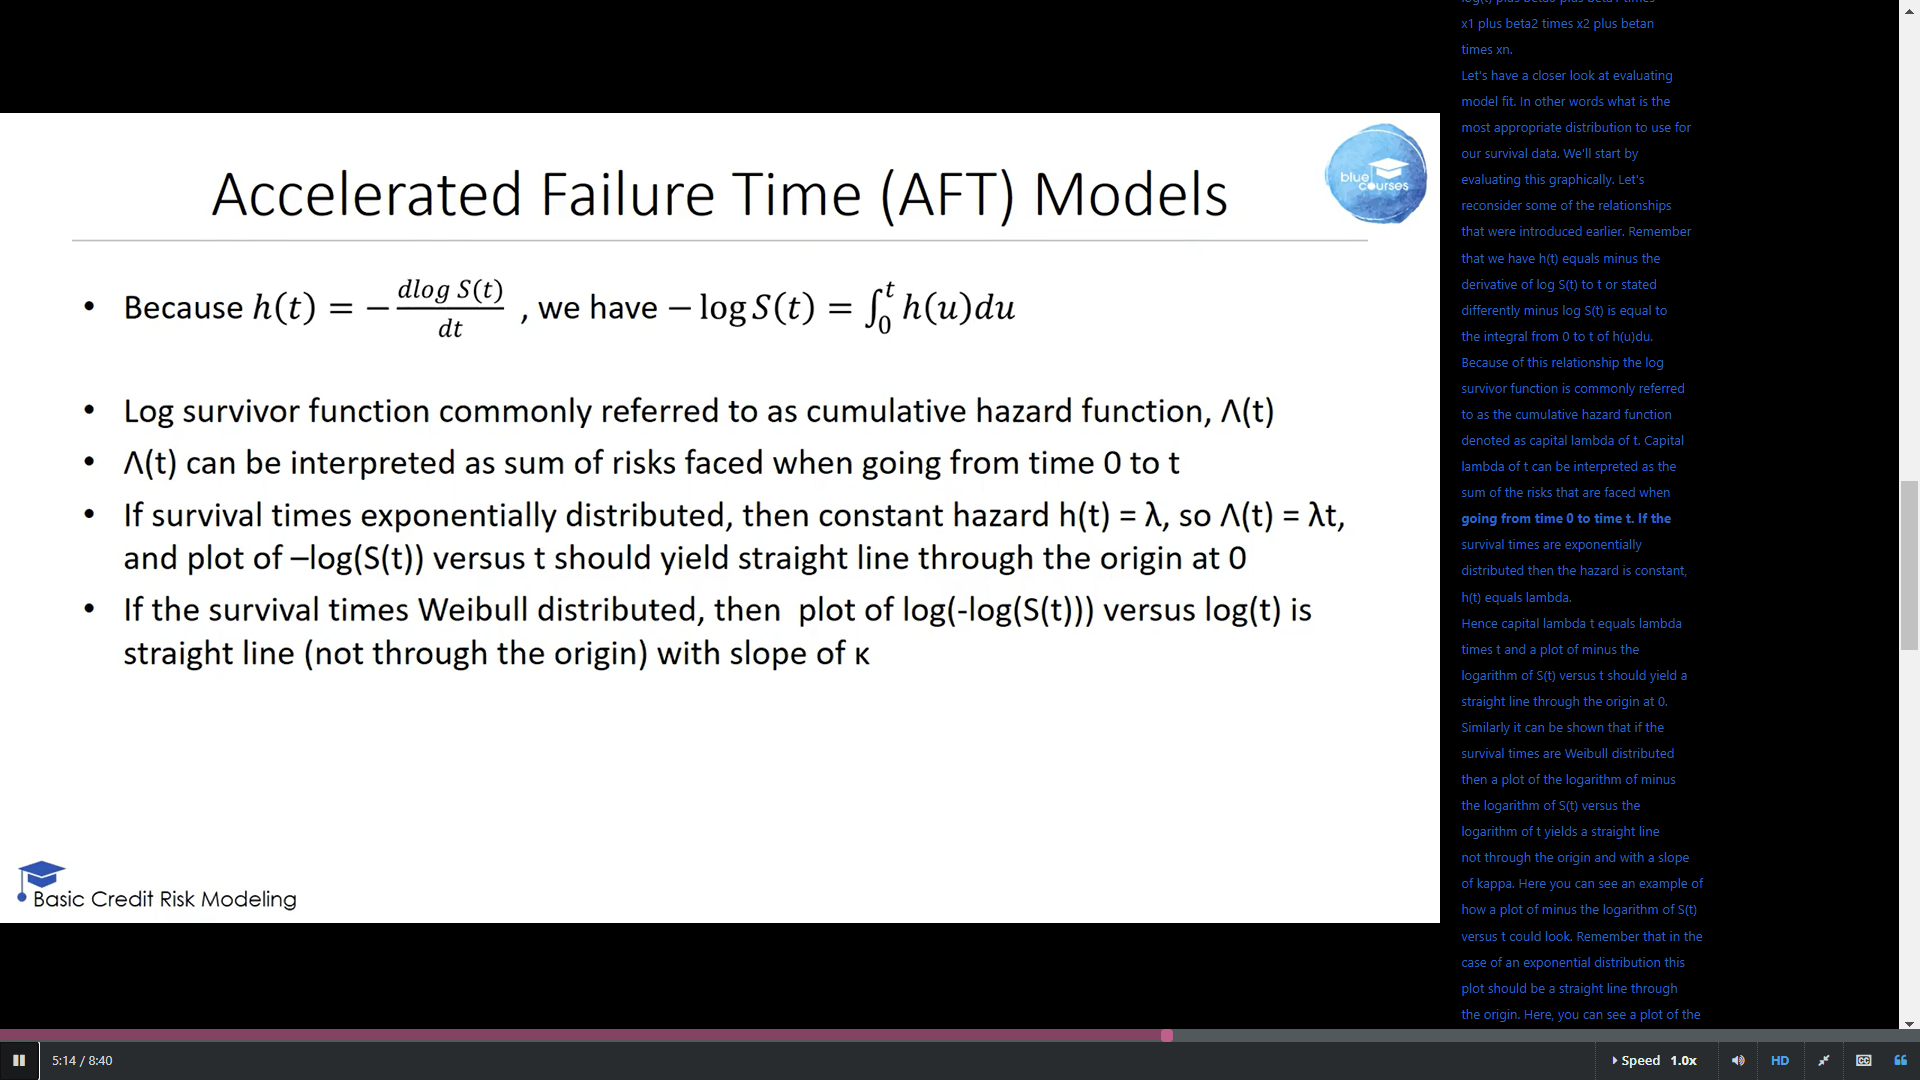 Accelerated Failure Time (AFT) Models
blue
courses
• Because h(t) = − dlog S(t) / dt , we have − log S(t) = ∫₀ᵗ h(u)du
• Log survivor function commonly referred to as cumulative hazard function, Λ(t)
• Λ(t) can be interpreted as sum of risks faced when going from time 0 to t
• If survival times exponentially distributed, then constant hazard h(t) = λ, so Λ(t) = λt,
and plot of –log(S(t)) versus t should yield straight line through the origin at 0
• If the survival times Weibull distributed, then plot of log(-log(S(t))) versus log(t) is
straight line (not through the origin) with slope of κ
Basic Credit Risk Modeling
log(t) plus beta0 plus beta1 times
x1 plus beta2 times x2 plus betan
times xn.
Let's have a closer look at evaluating
model fit. In other words what is the
most appropriate distribution to use for
our survival data. We'll start by
evaluating this graphically. Let's
reconsider some of the relationships
that were introduced earlier. Remember
that we have h(t) equals minus the
derivative of log S(t) to t or stated
differently minus log S(t) is equal to
the integral from 0 to t of h(u)du.
Because of this relationship the log
survivor function is commonly referred
to as the cumulative hazard function
denoted as capital lambda of t. Capital
lambda of t can be interpreted as the
sum of the risks that are faced when
going from time 0 to time t. If the
survival times are exponentially
distributed then the hazard is constant,
h(t) equals lambda.
Hence capital lambda t equals lambda
times t and a plot of minus the
logarithm of S(t) versus t should yield a
straight line through the origin at 0.
Similarly it can be shown that if the
survival times are Weibull distributed
then a plot of the logarithm of minus
the logarithm of S(t) versus the
logarithm of t yields a straight line
not through the origin and with a slope
of kappa. Here you can see an example of
how a plot of minus the logarithm of S(t)
versus t could look. Remember that in the
case of an exponential distribution this
plot should be a straight line through
the origin. Here, you can see a plot of the
5:14 / 8:40
Speed 1.0x
HD
CC